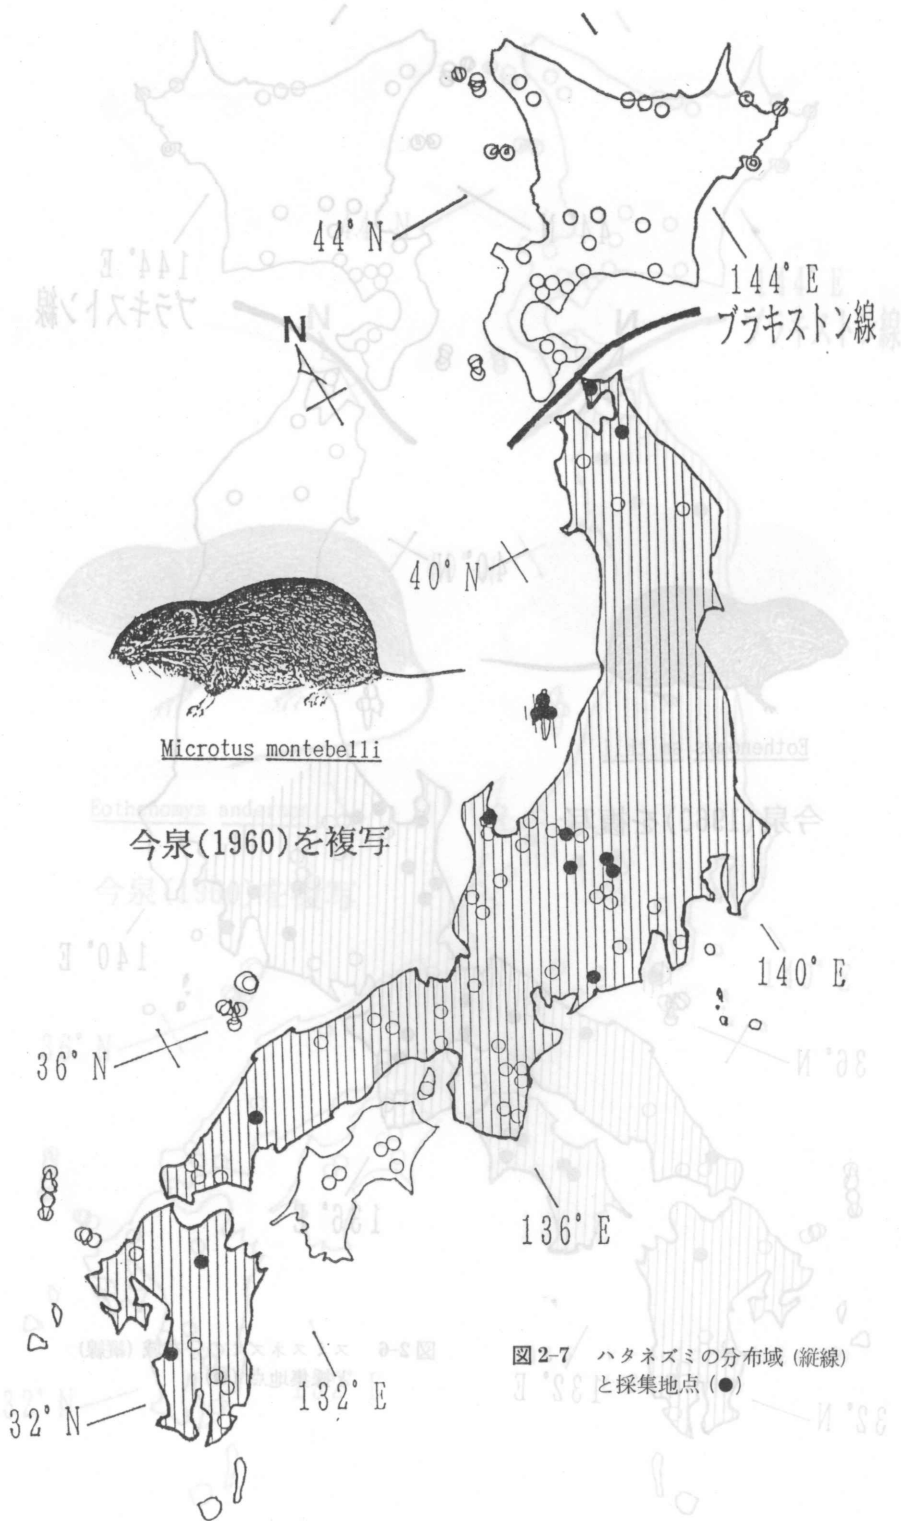 44° N
144° E
ブラキストン線
N
40° N
Microtus montebelli
今泉(1960)を複写
140° E
36° N
136° E
図2-7 ハタネズミの分布域(縦線)
と採集地点(●)
132° E
32° N